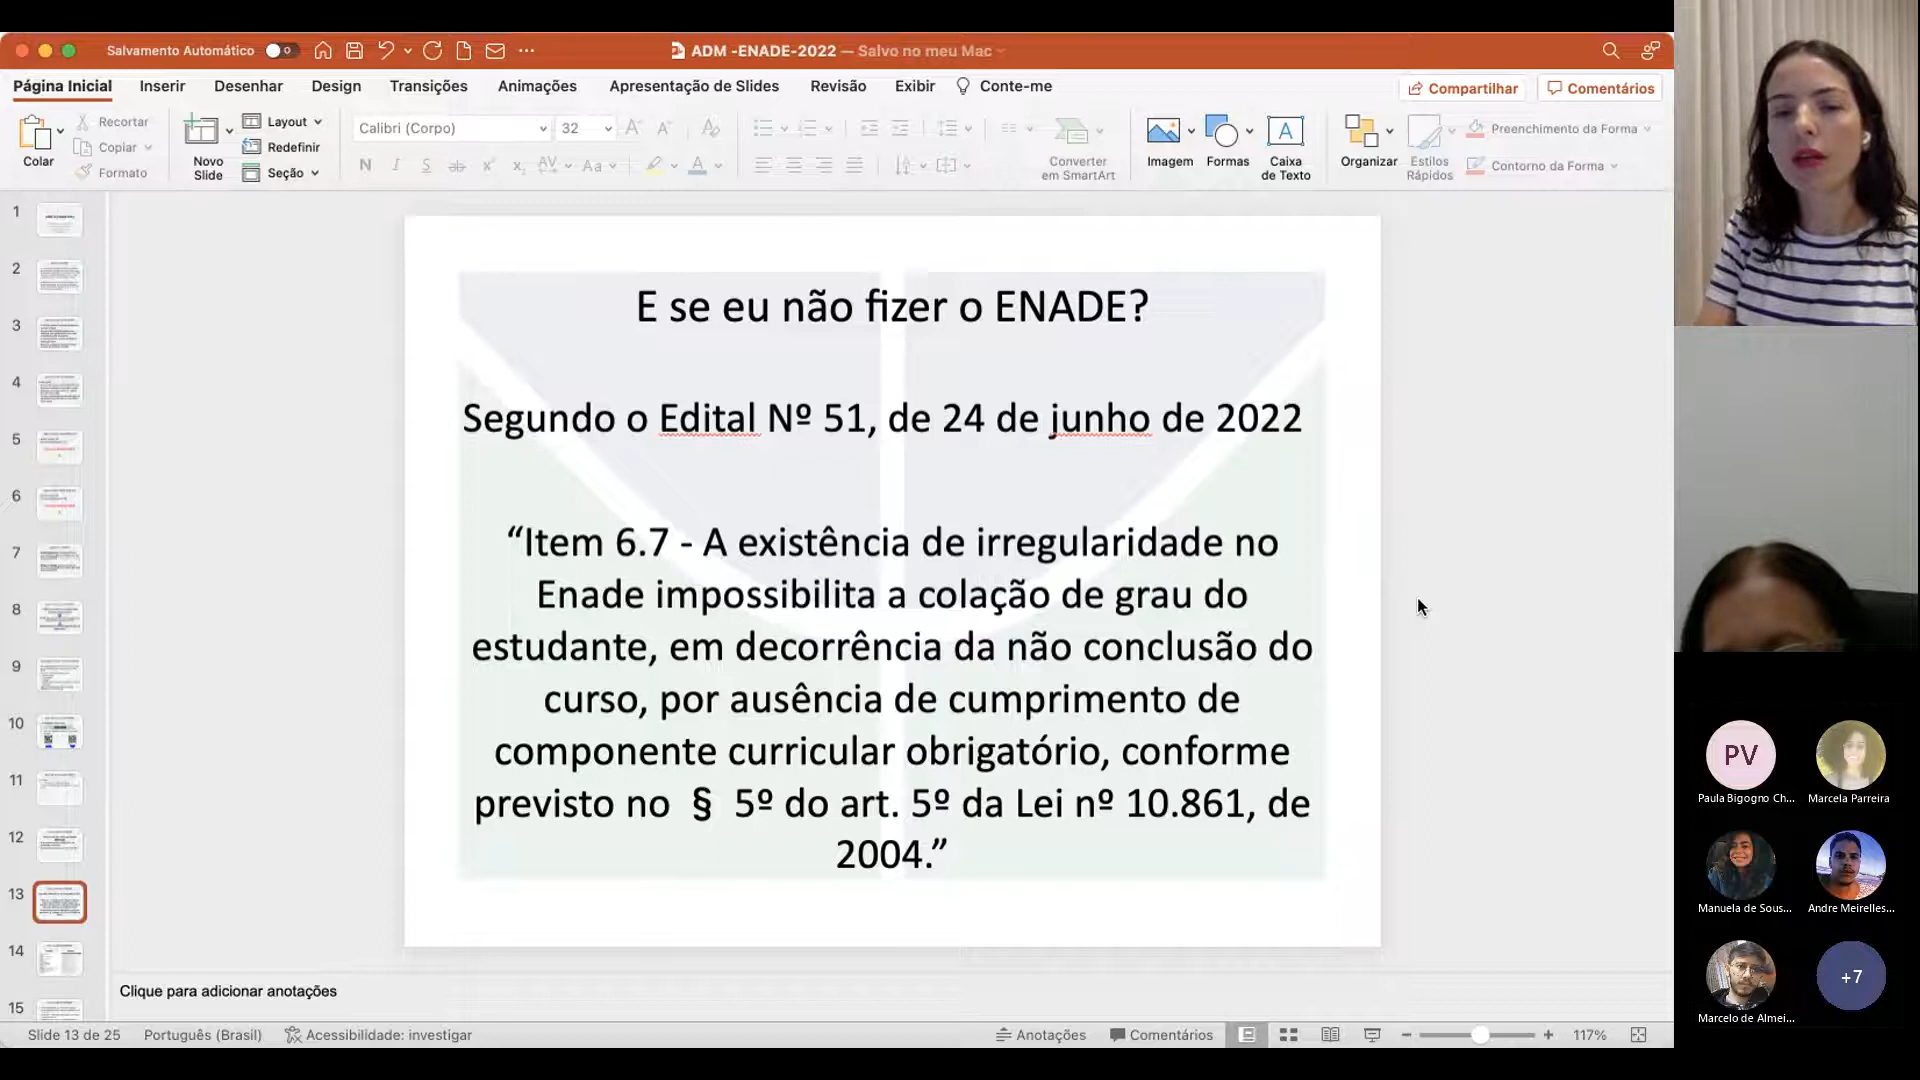 Salvamento Automático
ADM -ENADE-2022 — Salvo no meu Mac
Página Inicial
Inserir
Desenhar
Design
Transições
Animações
Apresentação de Slides
Revisão
Exibir
Conte-me
Compartilhar
Comentários
Colar
Recortar
Copiar
Formato
Novo
Slide
Layout
Redefinir
Seção
Calibri (Corpo)
32
Converter
em SmartArt
Imagem
Formas
Caixa
de Texto
Organizar
Estilos
Rápidos
Preenchimento da Forma
Contorno da Forma
1
2
3
4
5
6
7
8
9
10
11
12
13
14
15
E se eu não fizer o ENADE?
Segundo o Edital Nº 51, de 24 de junho de 2022
“Item 6.7 - A existência de irregularidade no
Enade impossibilita a colação de grau do
estudante, em decorrência da não conclusão do
curso, por ausência de cumprimento de
componente curricular obrigatório, conforme
previsto no § 5º do art. 5º da Lei nº 10.861, de
2004.”
Clique para adicionar anotações
Slide 13 de 25
Português (Brasil)
Acessibilidade: investigar
Anotações
Comentários
117%
PV
Paula Bigogno Ch...
Marcela Parreira
Manuela de Sous...
Andre Meirelles...
Marcelo de Almei...
+7